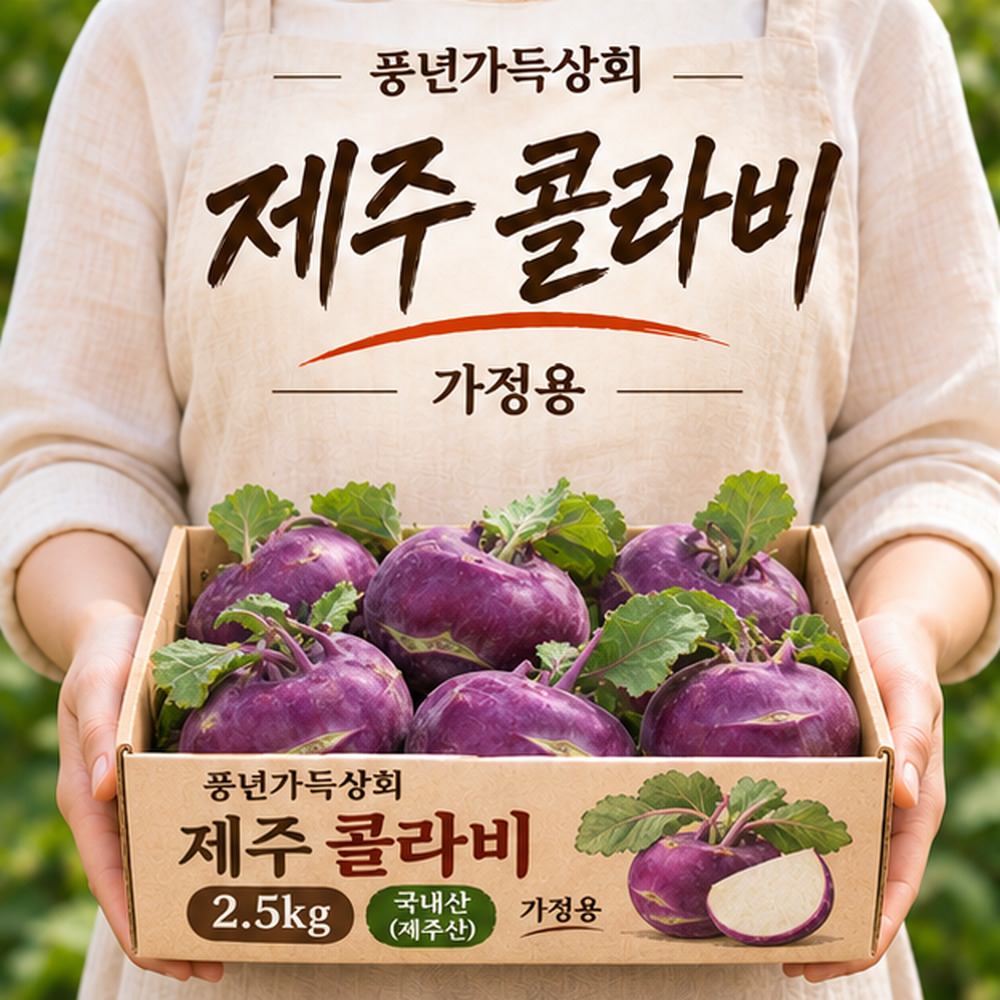 풍년가득상회
제주 콜라비
가정용
풍년가득상회
제주 콜라비
2.5kg
국내산
(제주산)
가정용